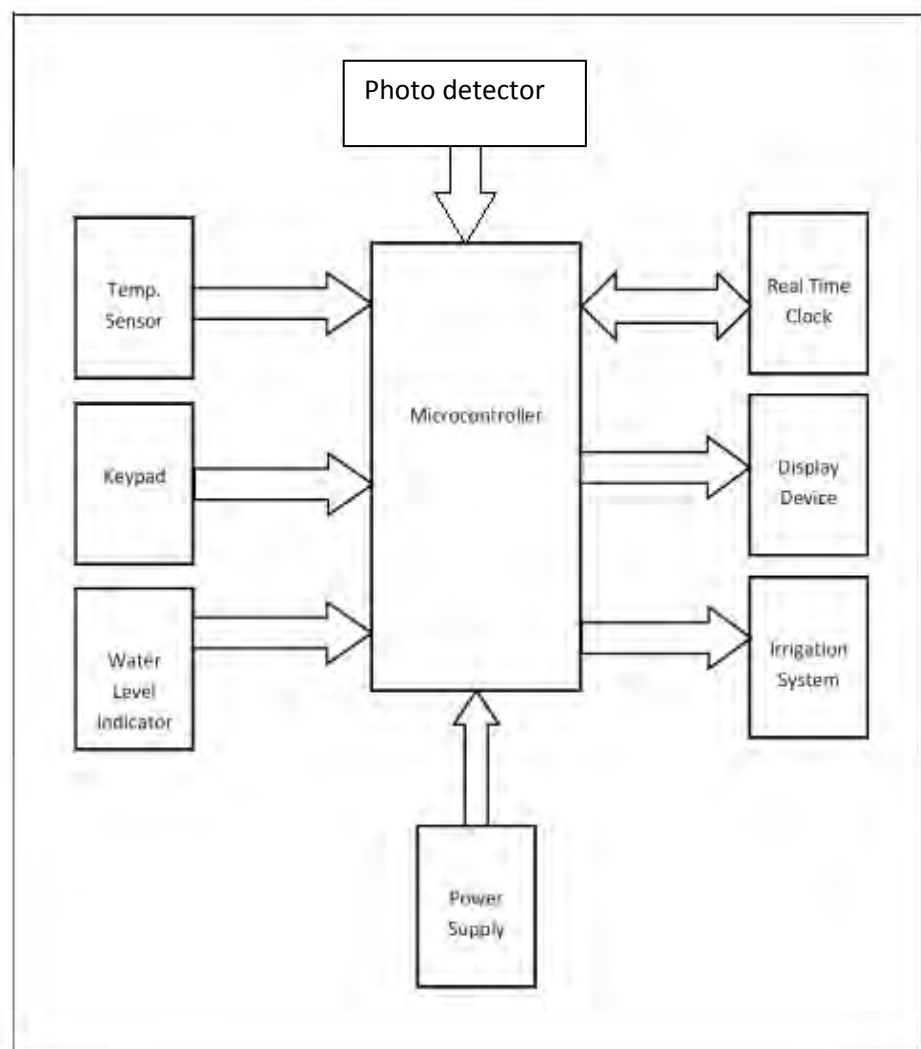 Photo detector
Temp.
Sensor
Real Time
Clock
Microcontroller
Keypad
Display
Device
Water
Level
Indicator
Irrigation
System
Power
Supply